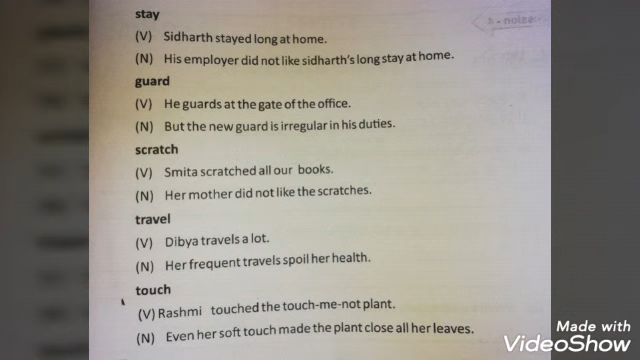 stay
(V) Sidharth stayed long at home.
(N) His employer did not like sidharth's long stay at home.
guard
(V) He guards at the gate of the office.
(N) But the new guard is irregular in his duties.
scratch
(V) Smita scratched all our books.
(N) Her mother did not like the scratches.
travel
(V) Dibya travels a lot.
(N) Her frequent travels spoil her health.
touch
(V) Rashmi touched the touch-me-not plant.
(N) Even her soft touch made the plant close all her leaves.
Made with
VideoShow